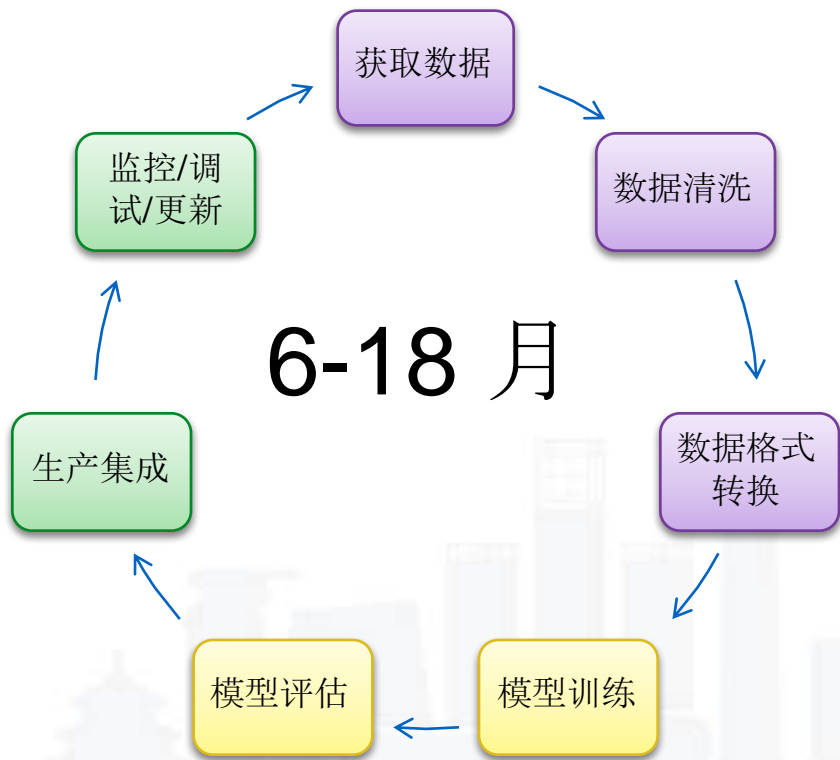 获取数据
数据清洗
数据格式
转换
模型训练
模型评估
生产集成
监控/调
试/更新
6-18 月